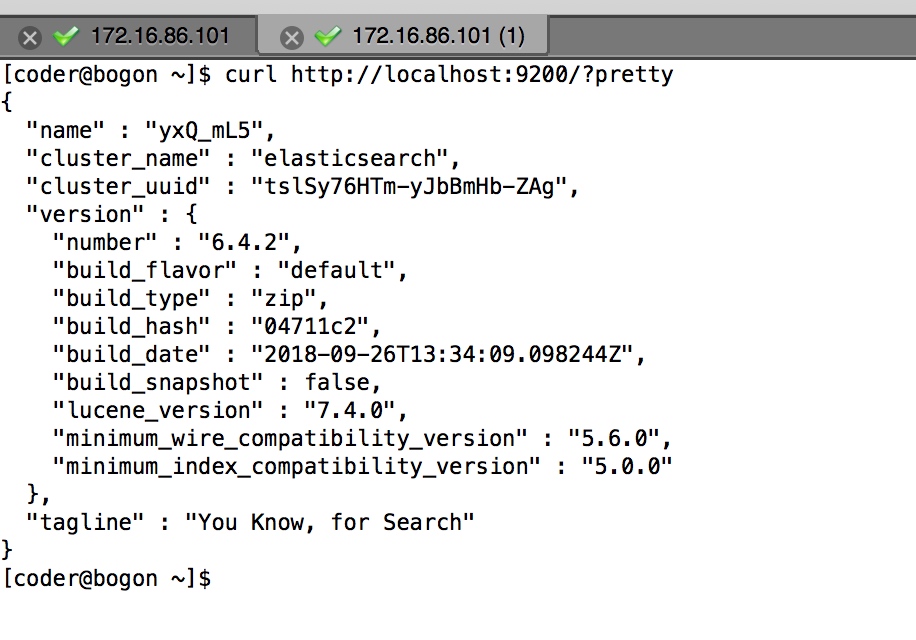 172.16.86.101
172.16.86.101 (1)
[coder@bogon ~]$ curl http://localhost:9200/?pretty
{
  "name" : "yxQ_mL5",
  "cluster_name" : "elasticsearch",
  "cluster_uuid" : "tslSy76HTm-yJbBmHb-ZAg",
  "version" : {
    "number" : "6.4.2",
    "build_flavor" : "default",
    "build_type" : "zip",
    "build_hash" : "04711c2",
    "build_date" : "2018-09-26T13:34:09.098244Z",
    "build_snapshot" : false,
    "lucene_version" : "7.4.0",
    "minimum_wire_compatibility_version" : "5.6.0",
    "minimum_index_compatibility_version" : "5.0.0"
  },
  "tagline" : "You Know, for Search"
}
[coder@bogon ~]$